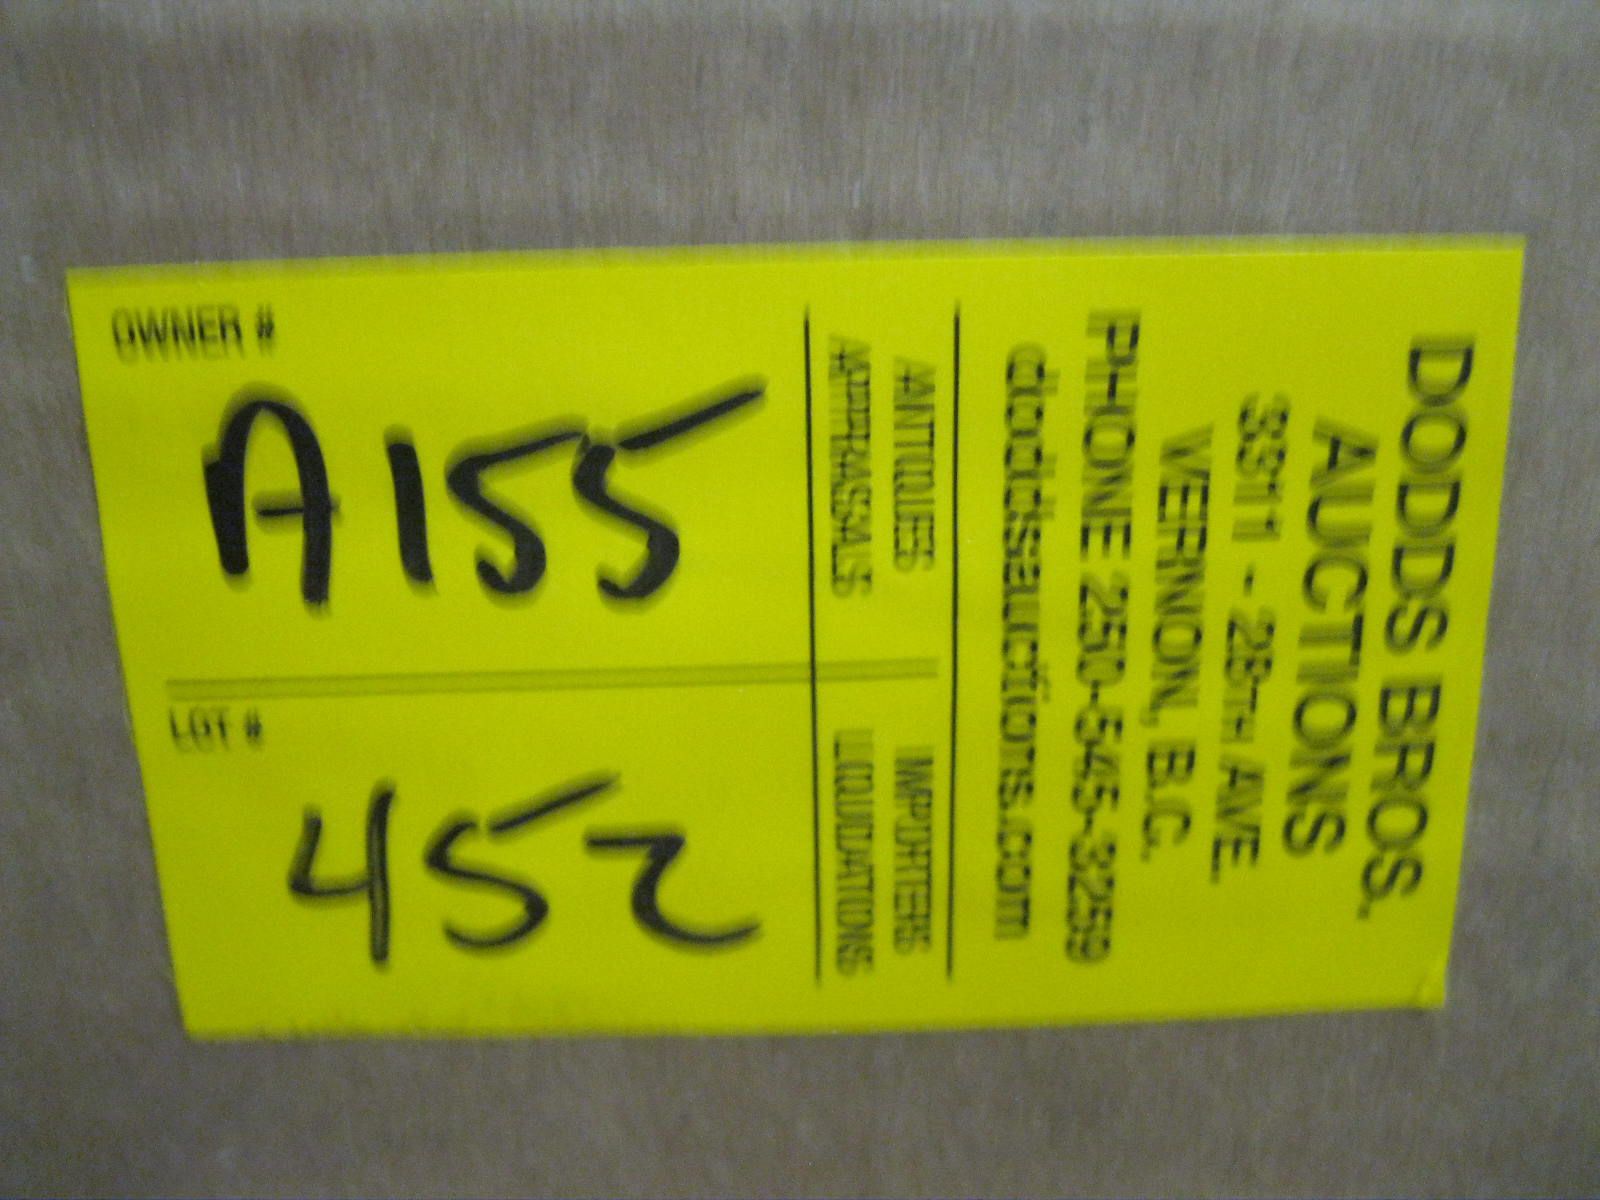 OWNER #
A155
LOT #
452
DODDS BROS.
AUCTIONS
3311 - 28TH AVE.
VERNON, B.C.
PHONE 250-545-3259
doddsauctions.com
ANTIQUES IMPORTERS
APPRAISALS LIQUIDATIONS